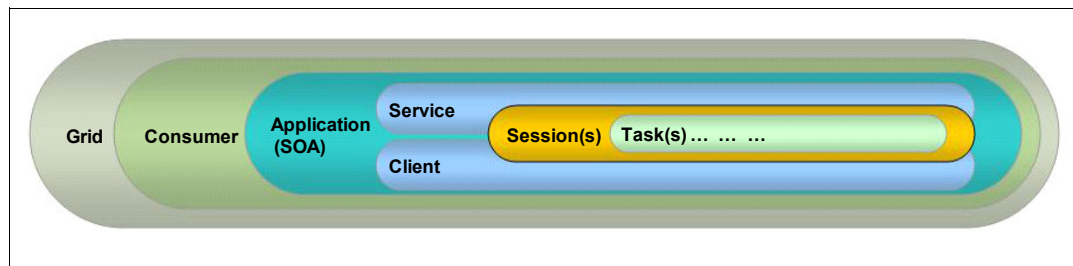 Grid
Consumer
Application
(SOA)
Service
Client
Session(s)
Task(s) ... ... ...